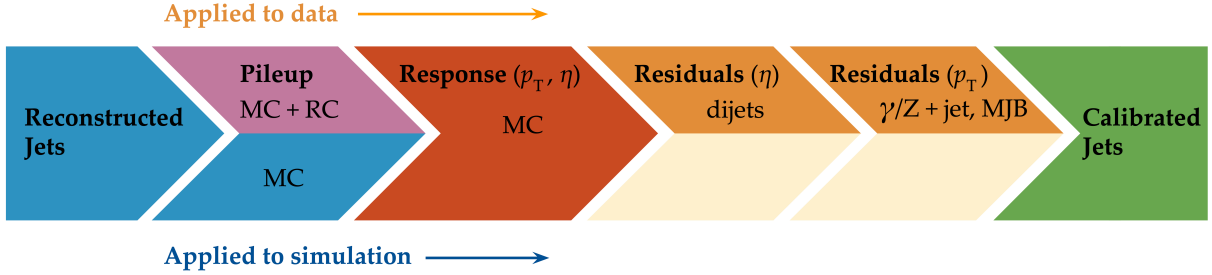 Applied to data
Reconstructed
Jets
Pileup
MC + RC
MC
Response (pT, η)
MC
Residuals (η)
dijets
Residuals (pT)
γ/Z + jet, MJB
Calibrated
Jets
Applied to simulation